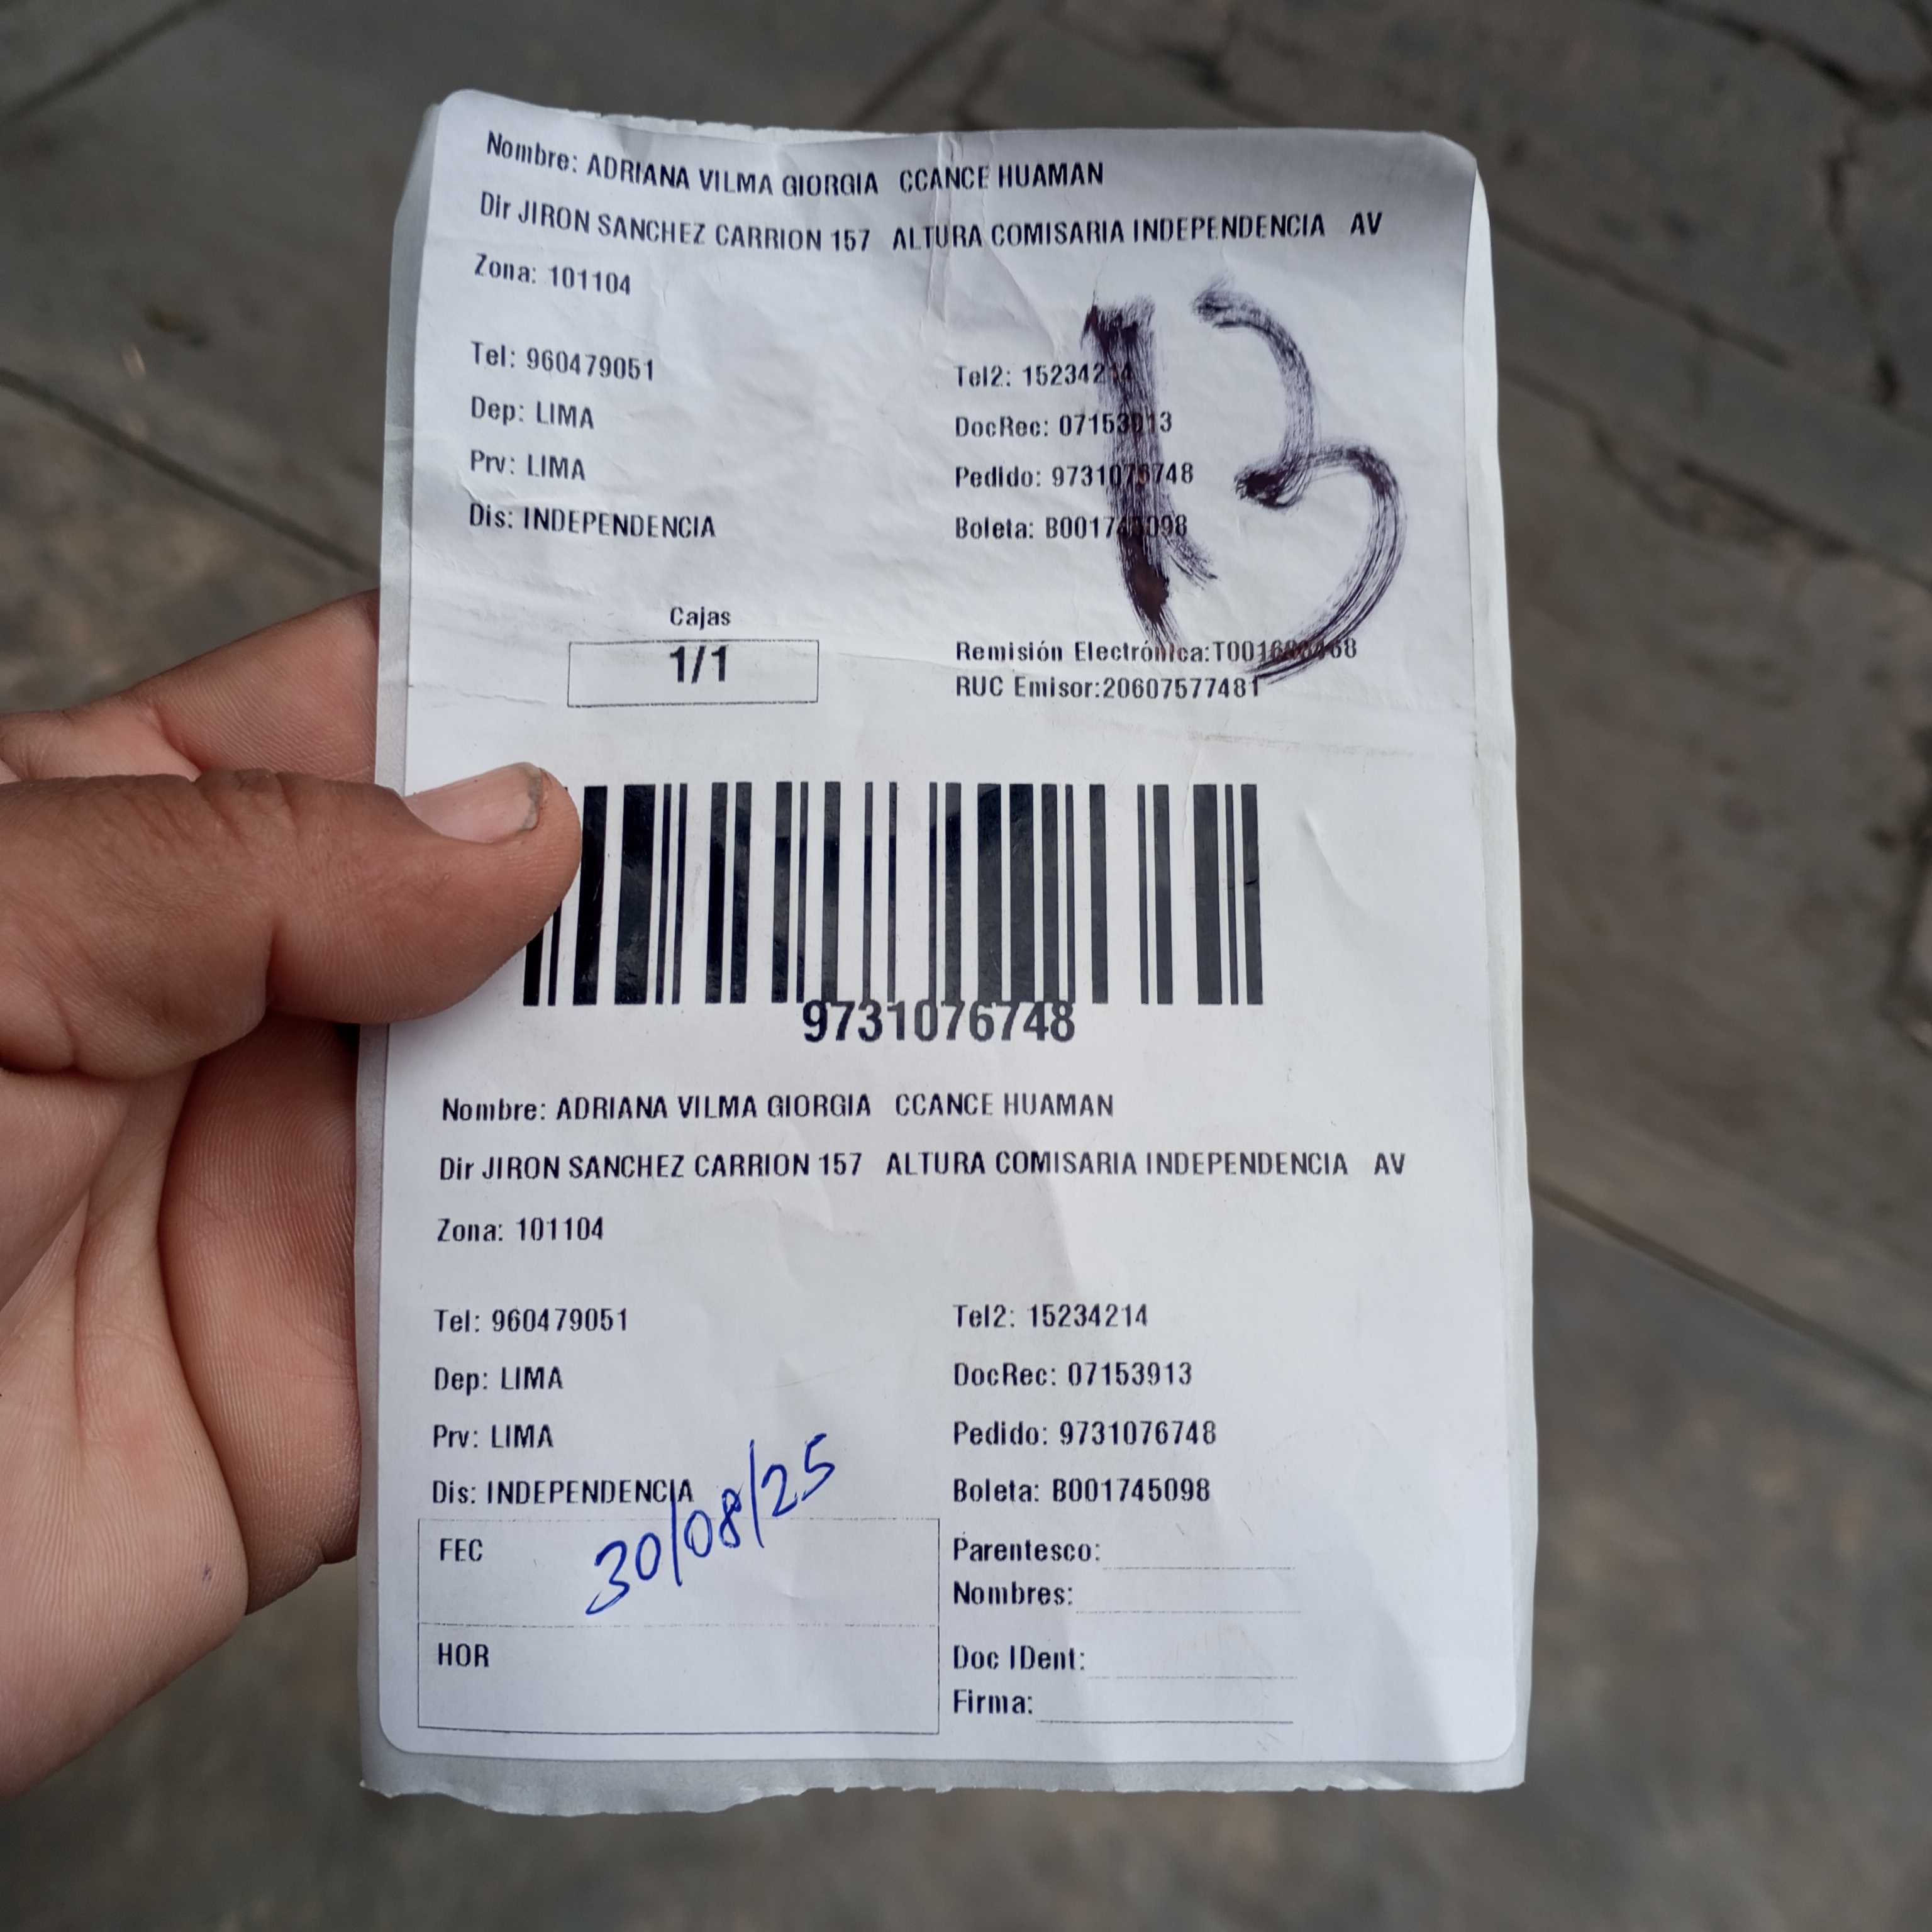 Nombre: ADRIANA VILMA GIORGIA CCANCE HUAMAN
Dir JIRON SANCHEZ CARRION 157 ALTURA COMISARIA INDEPENDENCIA AV
Zona: 101104
13
Tel: 960479051 Tel2: 15234214
Dep: LIMA DocRec: 07153913
Prv: LIMA Pedido: 9731076748
Dis: INDEPENDENCIA Boleta: B001745098
Cajas
1/1
Remisión Electrónica:
RUC Emisor:20607577481
9731076748
Nombre: ADRIANA VILMA GIORGIA CCANCE HUAMAN
Dir JIRON SANCHEZ CARRION 157 ALTURA COMISARIA INDEPENDENCIA AV
Zona: 101104
Tel: 960479051 Tel2: 15234214
Dep: LIMA DocRec: 07153913
Prv: LIMA Pedido: 9731076748
Dis: INDEPENDENCIA Boleta: B001745098
FEC 30/08/25 Parentesco:
Nombres:
HOR Doc IDent:
Firma: